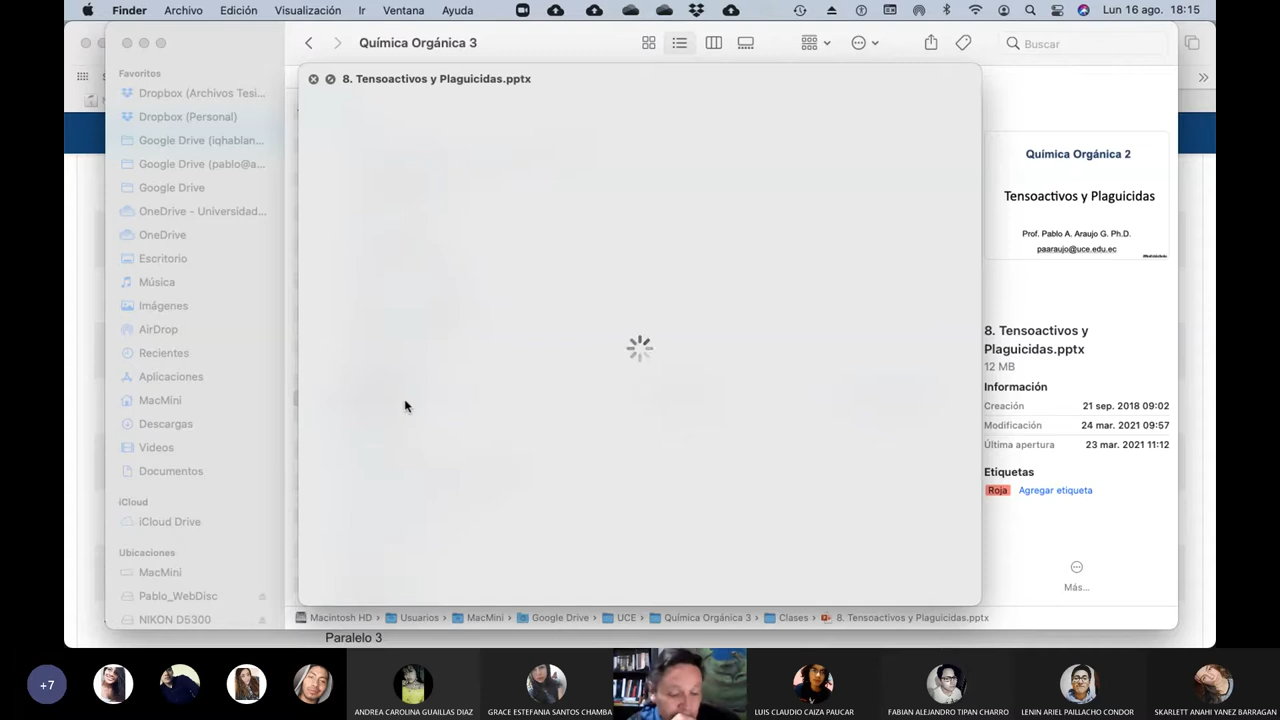 Finder Archivo Edición Visualización Ir Ventana Ayuda Lun 16 ago. 18:15
Química Orgánica 3
Buscar
Favoritos
Dropbox (Archivos Tesi...
Dropbox (Personal)
Google Drive (iqhablan...
Google Drive (pablo@a...
Google Drive
OneDrive - Universidad...
OneDrive
Escritorio
Música
Imágenes
AirDrop
Recientes
Aplicaciones
MacMini
Descargas
Videos
Documentos
iCloud
iCloud Drive
Ubicaciones
MacMini
Pablo_WebDisc
NIKON D5300
8. Tensoactivos y Plaguicidas.pptx
Química Orgánica 2
Tensoactivos y Plaguicidas
Prof. Pablo A. Araujo G. Ph.D.
paaraujo@uce.edu.ec
8. Tensoactivos y
Plaguicidas.pptx
12 MB
Información
Creación 21 sep. 2018 09:02
Modificación 24 mar. 2021 09:57
Última apertura 23 mar. 2021 11:12
Etiquetas
Roja Agregar etiqueta
Más...
Macintosh HD › Usuarios › MacMini › Google Drive › UCE › Química Orgánica 3 › Clases › 8. Tensoactivos y Plaguicidas.pptx
Paralelo 3
+7
ANDREA CAROLINA GUAILLAS DIAZ
GRACE ESTEFANIA SANTOS CHAMBA
LUIS CLAUDIO CAIZA PAUCAR
FABIAN ALEJANDRO TIPAN CHARRO
LENIN ARIEL PAILLACHO CONDOR
SKARLETT ANAHI YANEZ BARRAGAN